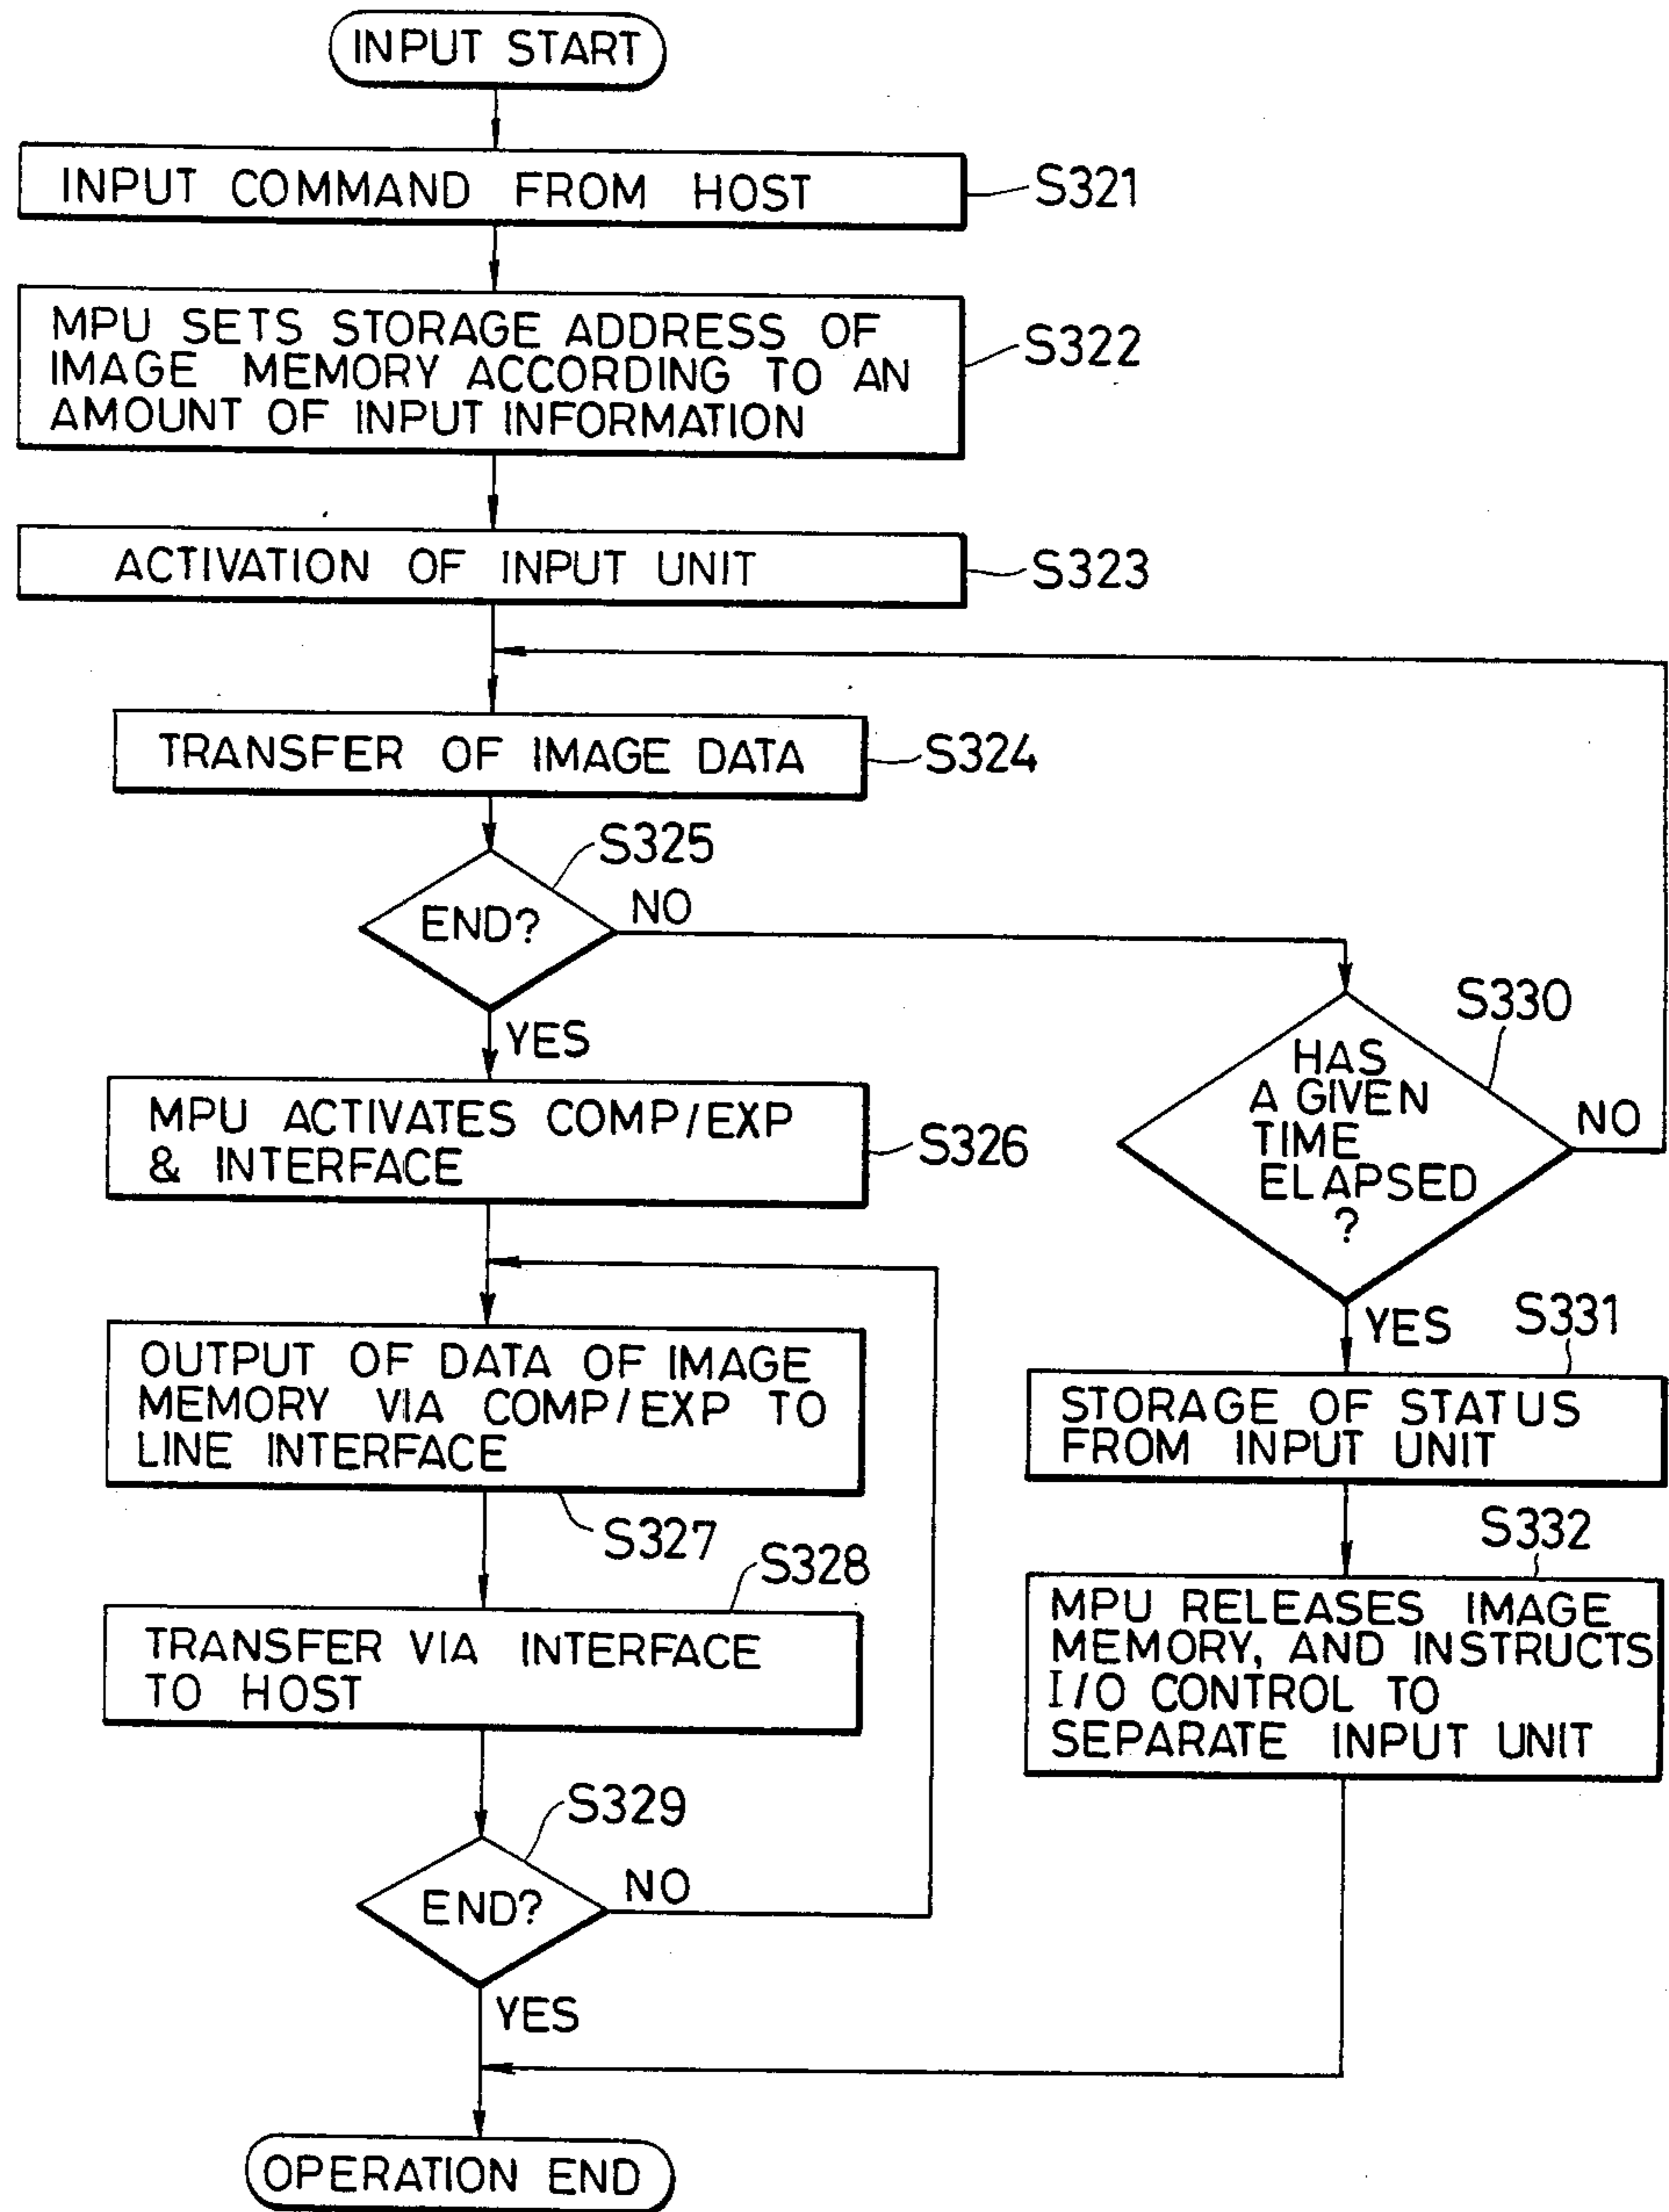 INPUT START
INPUT COMMAND FROM HOST
S321
MPU SETS STORAGE ADDRESS OF
IMAGE MEMORY ACCORDING TO AN
AMOUNT OF INPUT INFORMATION
S322
ACTIVATION OF INPUT UNIT
S323
TRANSFER OF IMAGE DATA
S324
S325
END?
NO
YES
MPU ACTIVATES COMP/EXP
& INTERFACE
S326
OUTPUT OF DATA OF IMAGE
MEMORY VIA COMP/EXP TO
LINE INTERFACE
S327
S328
TRANSFER VIA INTERFACE
TO HOST
S329
END?
NO
YES
S330
HAS
A GIVEN
TIME
ELAPSED
?
NO
YES
S331
STORAGE OF STATUS
FROM INPUT UNIT
S332
MPU RELEASES IMAGE
MEMORY, AND INSTRUCTS
I/O CONTROL TO
SEPARATE INPUT UNIT
OPERATION END